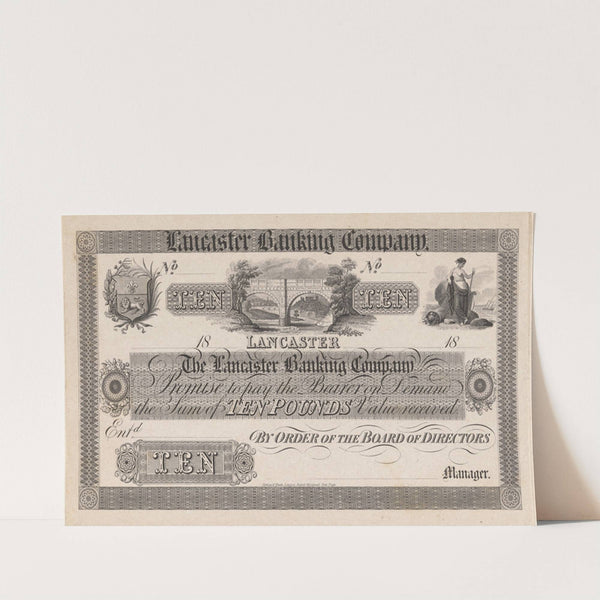 Lancaster Banking Company.
No No
TEN TEN
18 LANCASTER 18
The Lancaster Banking Company
Promise to pay the Bearer on Demand
the Sum of TEN POUNDS Value received
Entd
BY ORDER OF THE BOARD OF DIRECTORS
TEN
Manager.